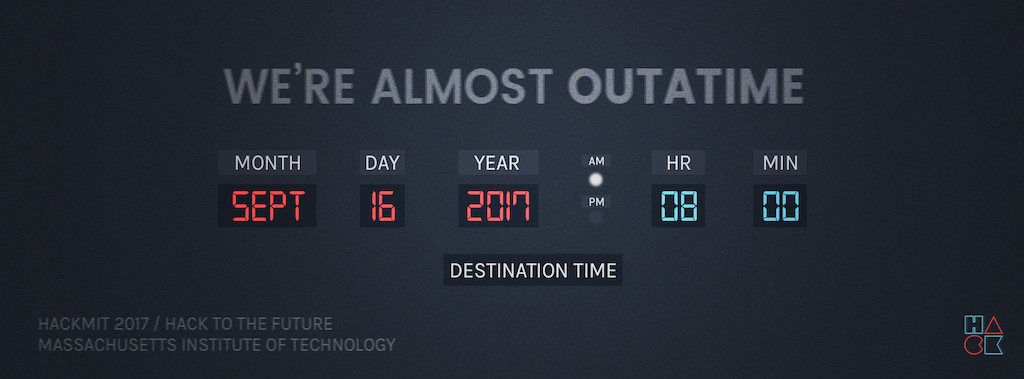 WE'RE ALMOST OUTATIME
MONTH DAY YEAR AM HR MIN
SEPT 16 2017 PM 08 00
DESTINATION TIME
HACKMIT 2017 / HACK TO THE FUTURE
MASSACHUSETTS INSTITUTE OF TECHNOLOGY
HACK